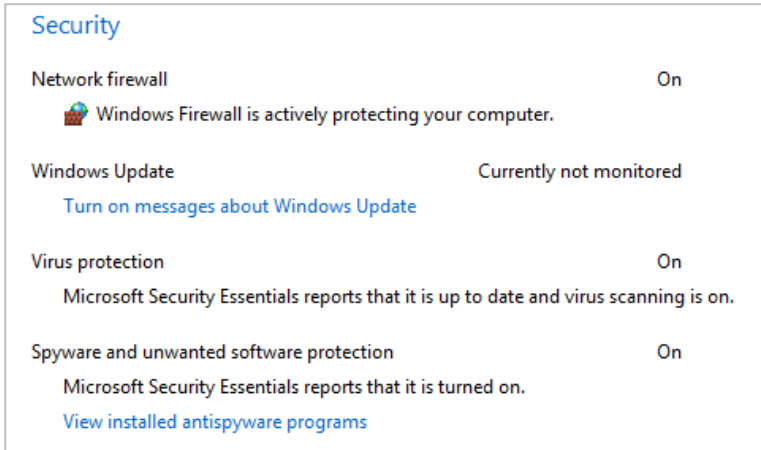 Security
Network firewall On
Windows Firewall is actively protecting your computer.
Windows Update Currently not monitored
Turn on messages about Windows Update
Virus protection On
Microsoft Security Essentials reports that it is up to date and virus scanning is on.
Spyware and unwanted software protection On
Microsoft Security Essentials reports that it is turned on.
View installed antispyware programs